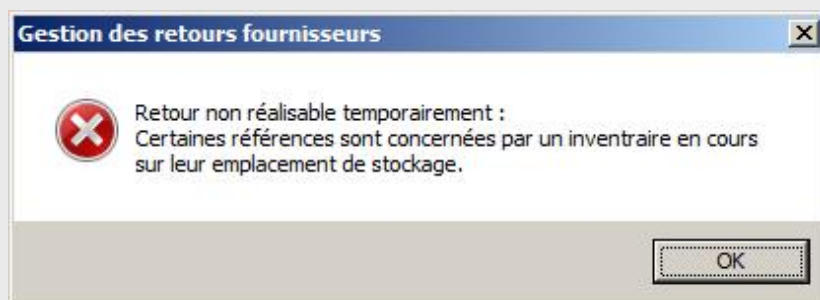 Gestion des retours fournisseurs
Retour non réalisable temporairement :
Certaines références sont concernées par un inventraire en cours
sur leur emplacement de stockage.
OK